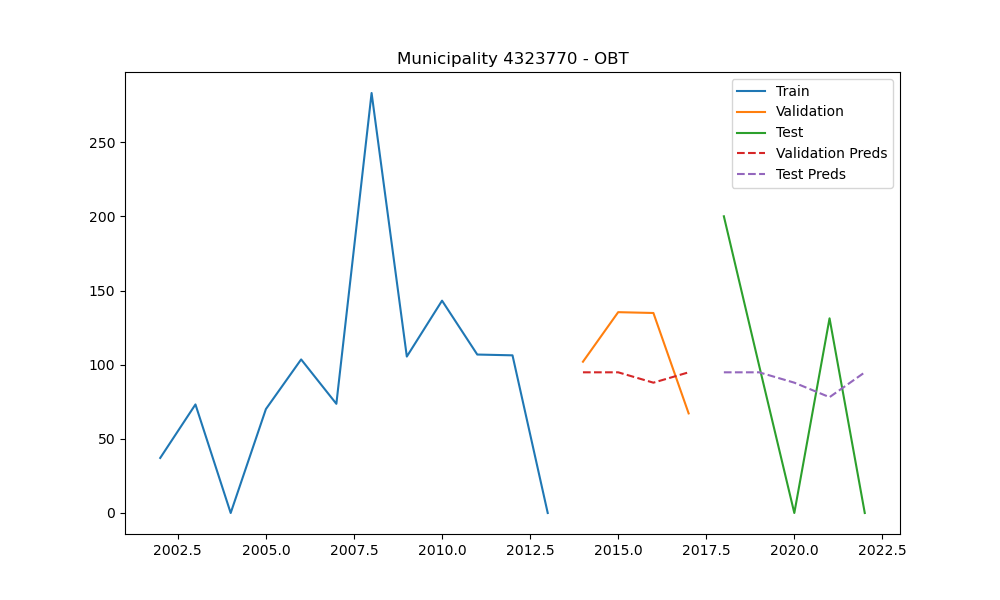 Municipality 4323770 - OBT
Train
Validation
Test
Validation Preds
Test Preds
250
200
150
100
50
0
2002.5 2005.0 2007.5 2010.0 2012.5 2015.0 2017.5 2020.0 2022.5